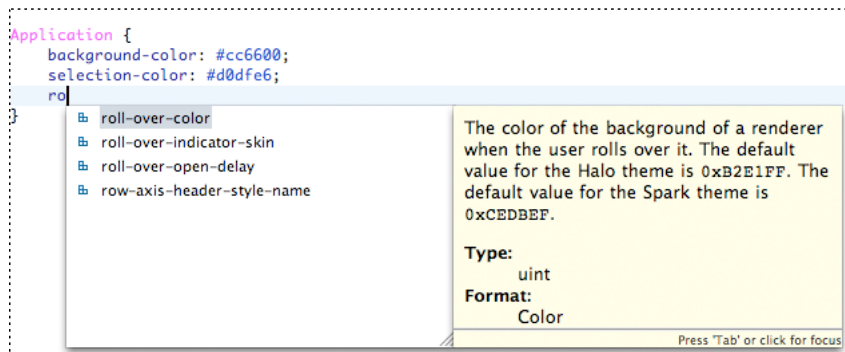 Application {
background-color: #cc6600;
selection-color: #d0dfe6;
ro
}
roll-over-color
roll-over-indicator-skin
roll-over-open-delay
row-axis-header-style-name
The color of the background of a renderer
when the user rolls over it. The default
value for the Halo theme is 0xB2E1FF. The
default value for the Spark theme is
0xCEDBEF.
Type:
uint
Format:
Color
Press 'Tab' or click for focus